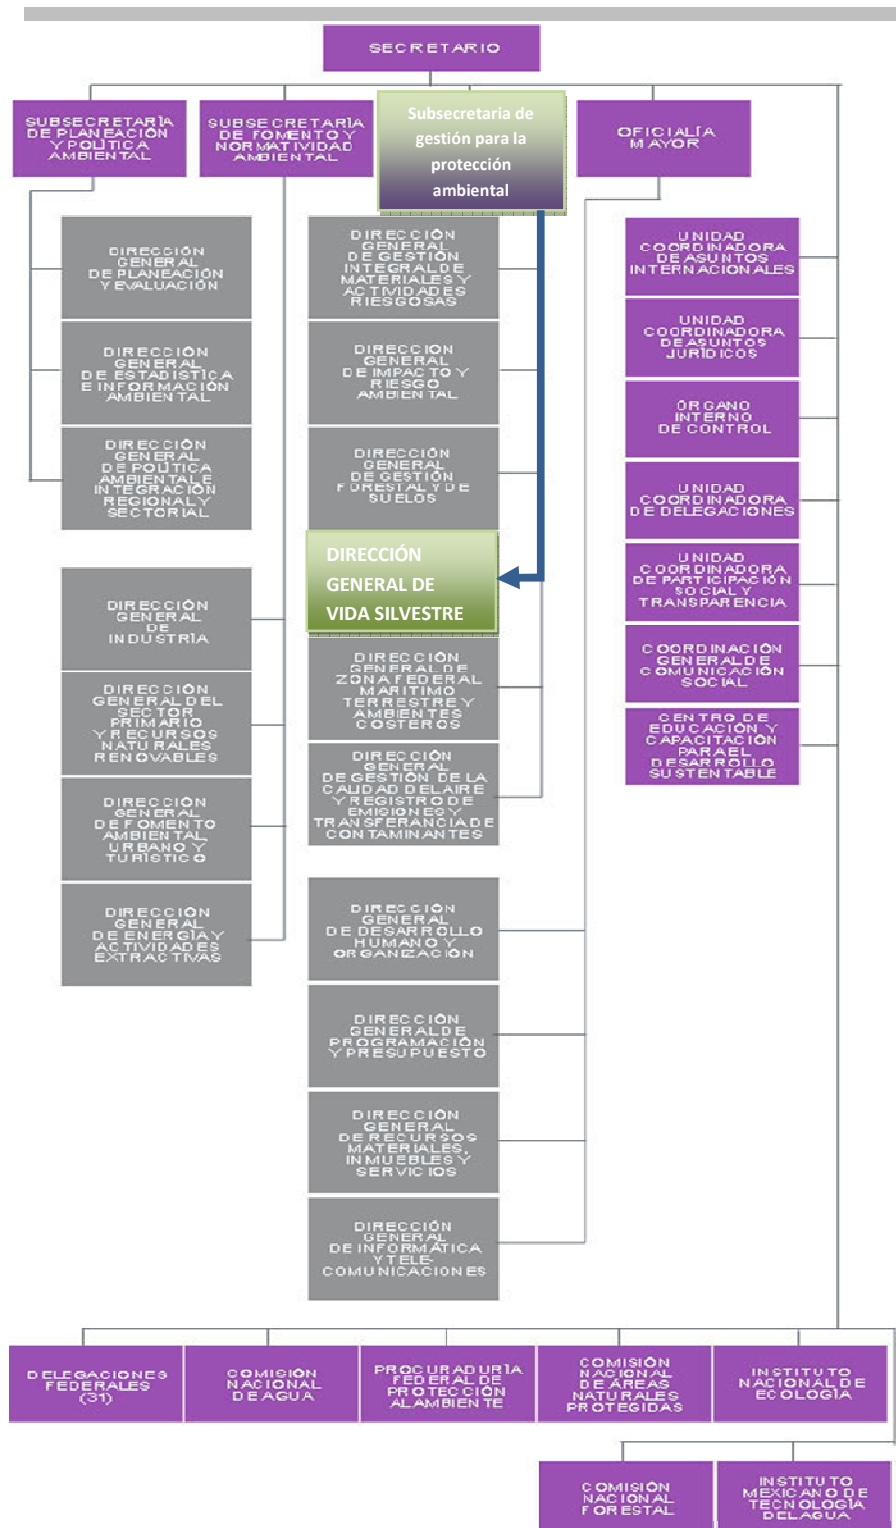 SECRETARIO
SUBSECRETARÍA
DE PLANEACIÓN
Y POLÍTICA
AMBIENTAL
SUBSECRETARÍA
DE FOMENTO Y
NORMATIVIDAD
AMBIENTAL
Subsecretaria de
gestión para la
protección
ambiental
OFICIALÍA
MAYOR
DIRECCIÓN
GENERAL
DE PLANEACIÓN
Y EVALUACIÓN
DIRECCIÓN
GENERAL
DE ESTADÍSTICA
E INFORMACIÓN
AMBIENTAL
DIRECCIÓN
GENERAL
DE POLÍTICA
AMBIENTAL E
INTEGRACIÓN
REGIONAL Y
SECTORIAL
DIRECCIÓN
GENERAL
DE
INDUSTRIA
DIRECCIÓN
GENERAL DEL
SECTOR
PRIMARIO
Y RECURSOS
NATURALES
RENOVABLES
DIRECCIÓN
GENERAL
DE FOMENTO
AMBIENTAL,
URBANO Y
TURÍSTICO
DIRECCIÓN
GENERAL
DE ENERGÍA Y
ACTIVIDADES
EXTRACTIVAS
DIRECCIÓN
GENERAL
DE GESTIÓN
INTEGRAL DE
MATERIALES Y
ACTIVIDADES
RIESGOSAS
DIRECCION
GENERAL
DE IMPACTO Y
RIESGO
AMBIENTAL
DIRECCIÓN
GENERAL
DE GESTIÓN
FORESTAL Y DE
SUELOS
DIRECCIÓN
GENERAL DE
VIDA SILVESTRE
DIRECCIÓN
GENERAL DE
ZONA FEDERAL
MARÍTIMO
TERRESTRE Y
AMBIENTES
COSTEROS
DIRECCIÓN
GENERAL
DE GESTIÓN DE LA
CALIDAD DEL AIRE
Y REGISTRO DE
EMISIONES Y
TRANSFERANCIA DE
CONTAMINANTES
DIRECCIÓN
GENERAL
DE DESARROLLO
HUMANO Y
ORGANIZACIÓN
DIRECCIÓN
GENERAL DE
PROGRAMACIÓN
Y PRESUPUESTO
DIRECCIÓN
GENERAL
DE RECURSOS
MATERIALES,
INMUEBLES Y
SERVICIOS
DIRECCIÓN
GENERAL
DE INFORMÁTICA
Y TELE-
COMUNICACIONES
UNIDAD
COORDINADORA
DE ASUNTOS
INTERNACIONALES
UNIDAD
COORDINADORA
DE ASUNTOS
JURÍDICOS
ÓRGANO
INTERNO
DE CONTROL
UNIDAD
COORDINADORA
DE DELEGACIONES
UNIDAD
COORDINADORA
DE PARTICIPACIÓN
SOCIAL Y
TRANSPARENCIA
COORDINACIÓN
GENERAL DE
COMUNICACIÓN
SOCIAL
CENTRO DE
EDUCACIÓN Y
CAPACITACIÓN
PARA EL
DESARROLLO
SUSTENTABLE
DELEGACIONES
FEDERALES
(31)
COMISIÓN
NACIONAL
DE AGUA
PROCURADURÍA
FEDERAL DE
PROTECCIÓN
AL AMBIENTE
COMISIÓN
NACIONAL
DE ÁREAS
NATURALES
PROTEGIDAS
INSTITUTO
NACIONAL DE
ECOLOGÍA
COMISIÓN
NACIONAL
FORESTAL
INSTITUTO
MEXICANO DE
TECNOLOGÍA
DEL AGUA